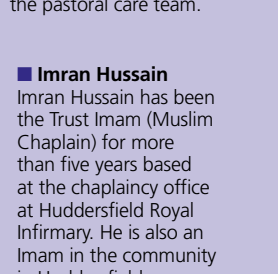 the pastoral care team.
■ Imran Hussain
Imran Hussain has been
the Trust Imam (Muslim
Chaplain) for more
than five years based
at the chaplaincy office
at Huddersfield Royal
Infirmary. He is also an
Imam in the community
in Huddersfield